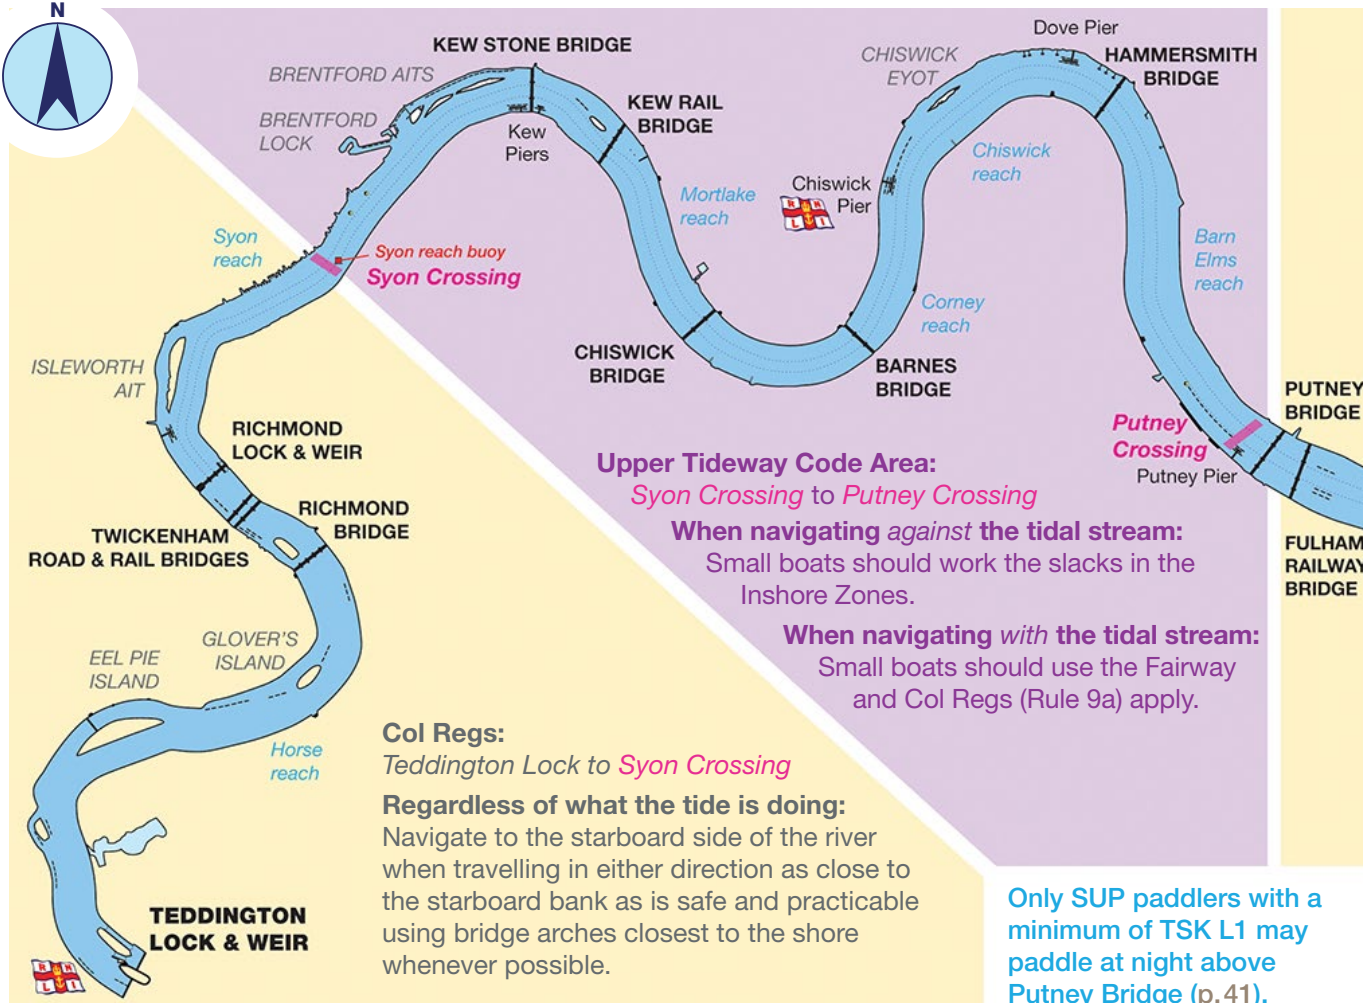 N
Dove Pier
KEW STONE BRIDGE
CHISWICK
EYOT
HAMMERSMITH
BRIDGE
BRENTFORD AITS
KEW RAIL
BRIDGE
BRENTFORD
LOCK
Kew
Piers
Chiswick
reach
Chiswick
Pier
R N
L I
Mortlake
reach
Syon
reach
Syon reach buoy
Syon Crossing
Barn
Elms
reach
Corney
reach
ISLEWORTH
AIT
CHISWICK
BRIDGE
BARNES
BRIDGE
PUTNEY
BRIDGE
Putney
Crossing
Putney Pier
RICHMOND
LOCK & WEIR
RICHMOND
BRIDGE
TWICKENHAM
ROAD & RAIL BRIDGES
FULHAM
RAILWAY
BRIDGE
Upper Tideway Code Area:
Syon Crossing to Putney Crossing
When navigating against the tidal stream:
Small boats should work the slacks in the
Inshore Zones.
When navigating with the tidal stream:
Small boats should use the Fairway
and Col Regs (Rule 9a) apply.
GLOVER'S
ISLAND
EEL PIE
ISLAND
Horse
reach
Col Regs:
Teddington Lock to Syon Crossing
Regardless of what the tide is doing:
Navigate to the starboard side of the river
when travelling in either direction as close to
the starboard bank as is safe and practicable
using bridge arches closest to the shore
whenever possible.
TEDDINGTON
LOCK & WEIR
R N
L I
Only SUP paddlers with a
minimum of TSK L1 may
paddle at night above
Putney Bridge (p.41).